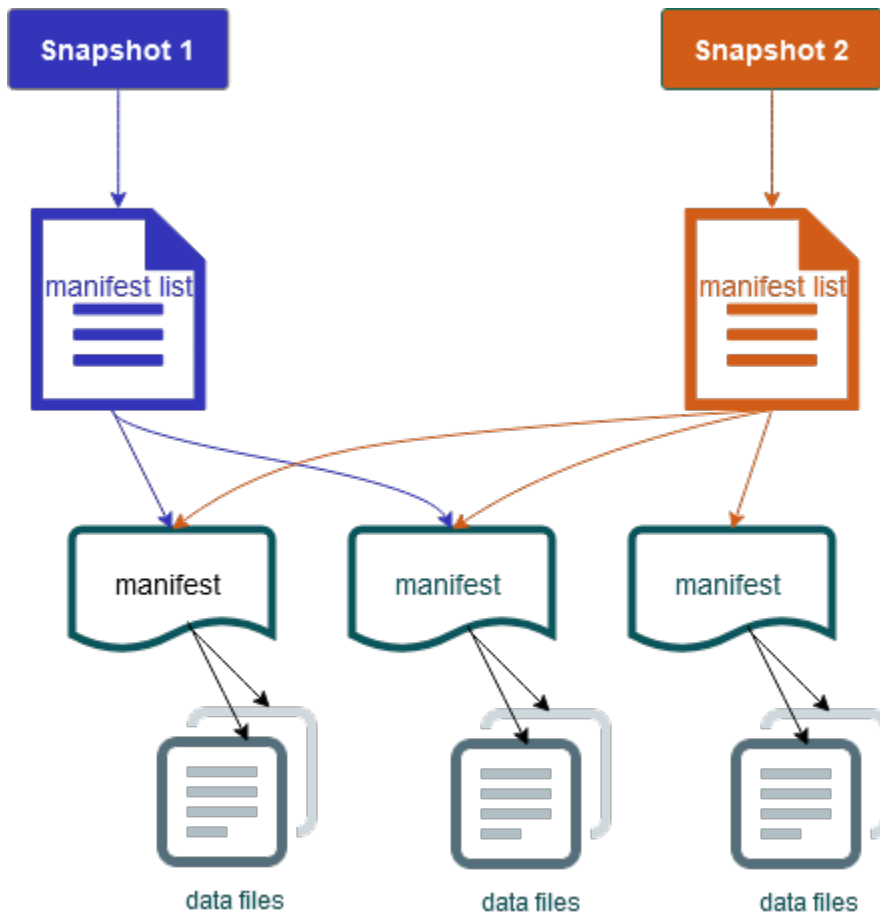 Snapshot 1
Snapshot 2
manifest list
manifest list
manifest
manifest
manifest
data files
data files
data files